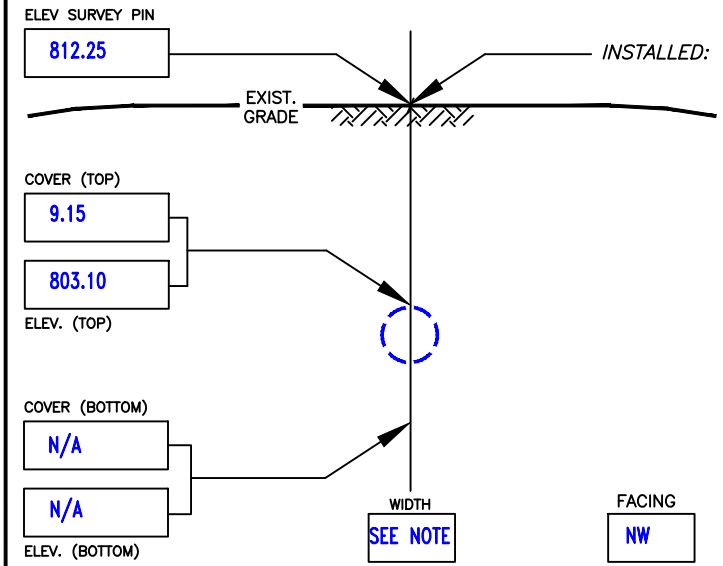 ELEV SURVEY PIN
812.25
INSTALLED:
EXIST.
GRADE
COVER (TOP)
9.15
803.10
ELEV. (TOP)
COVER (BOTTOM)
N/A
N/A
ELEV. (BOTTOM)
WIDTH
SEE NOTE
FACING
NW